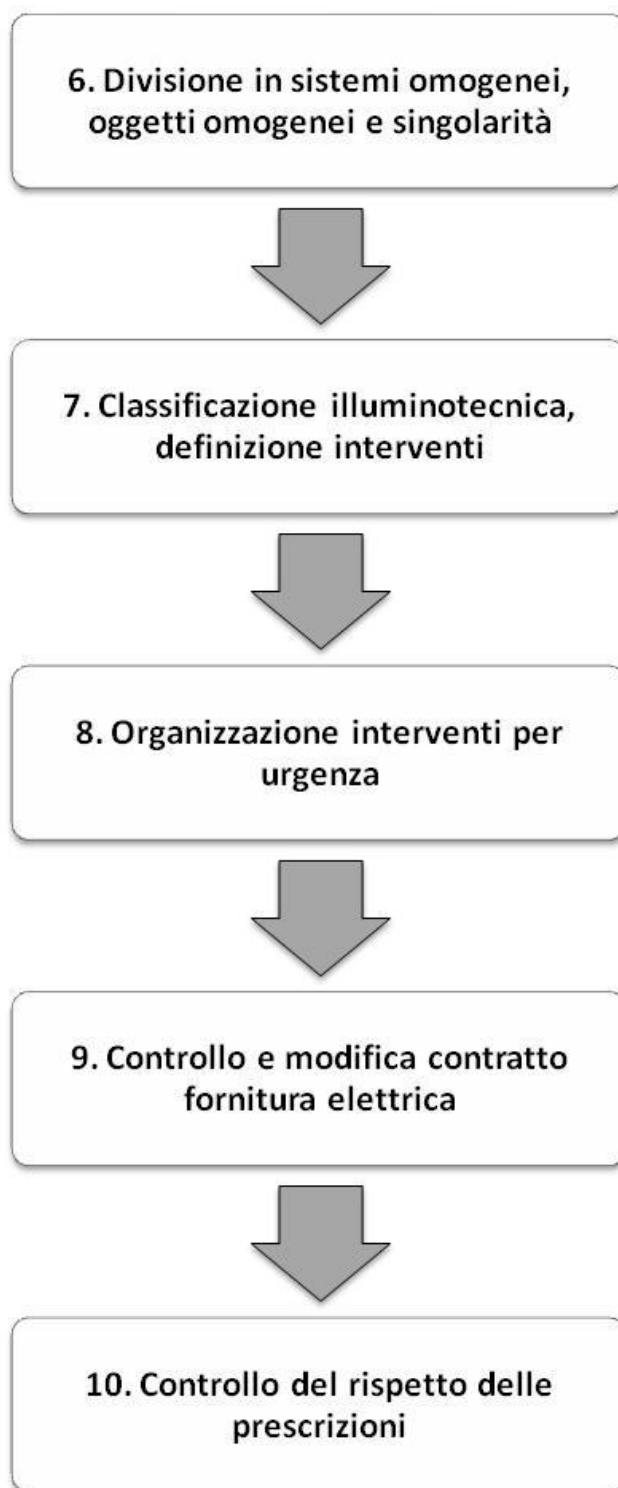 6. Divisione in sistemi omogenei,
oggetti omogenei e singolarità
7. Classificazione illuminotecnica,
definizione interventi
8. Organizzazione interventi per
urgenza
9. Controllo e modifica contratto
fornitura elettrica
10. Controllo del rispetto delle
prescrizioni